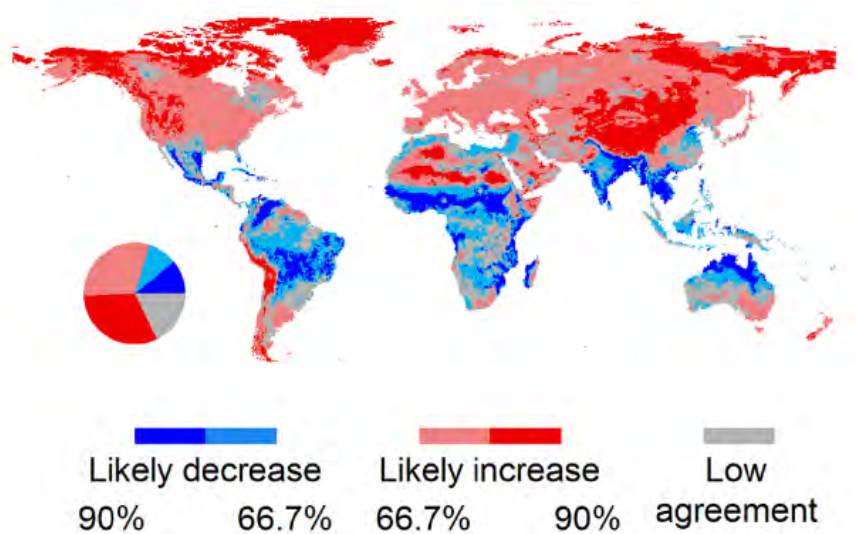 Likely decrease
Likely increase
Low
agreement
90%
66.7%
66.7%
90%